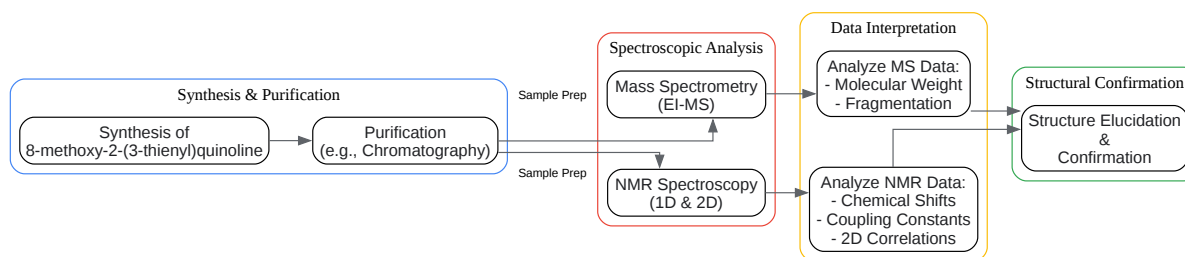 Synthesis & Purification
Synthesis of
8-methoxy-2-(3-thienyl)quinoline
Purification
(e.g., Chromatography)
Sample Prep
Sample Prep
Spectroscopic Analysis
Mass Spectrometry
(EI-MS)
NMR Spectroscopy
(1D & 2D)
Data Interpretation
Analyze MS Data:
- Molecular Weight
- Fragmentation
Analyze NMR Data:
- Chemical Shifts
- Coupling Constants
- 2D Correlations
Structural Confirmation
Structure Elucidation
&
Confirmation